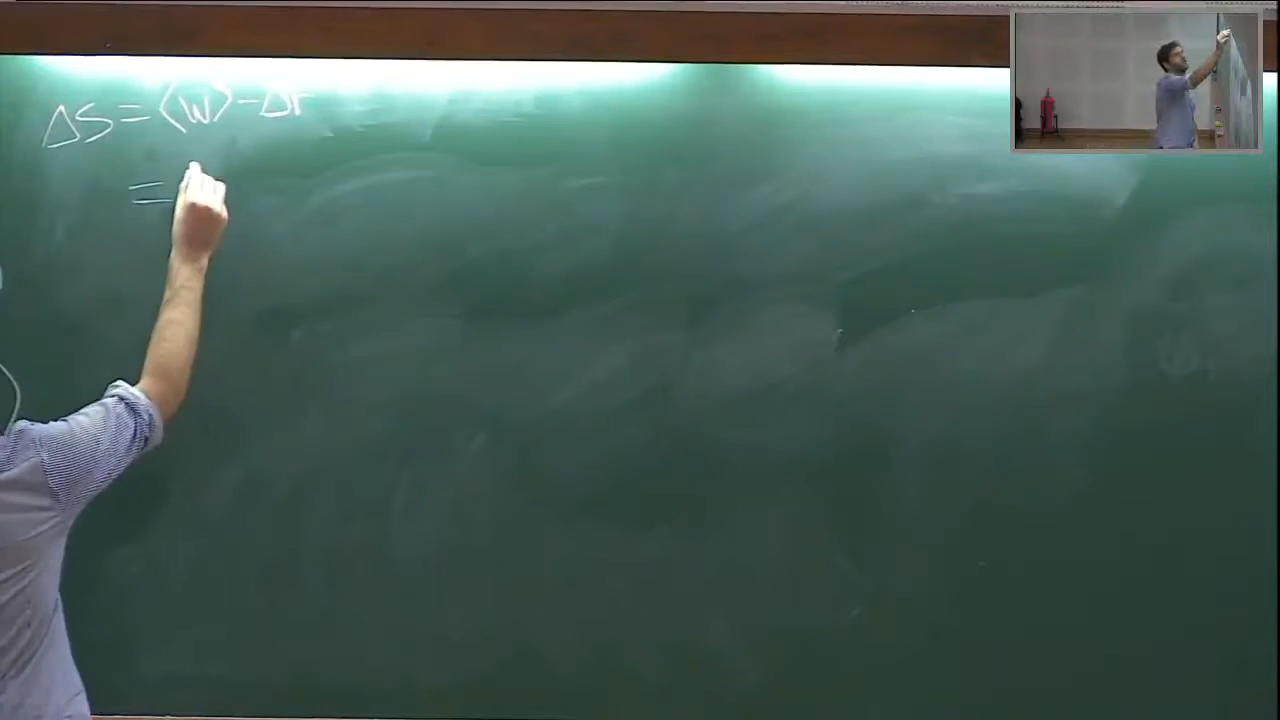 ΔS = ⟨W⟩ - ΔF
=